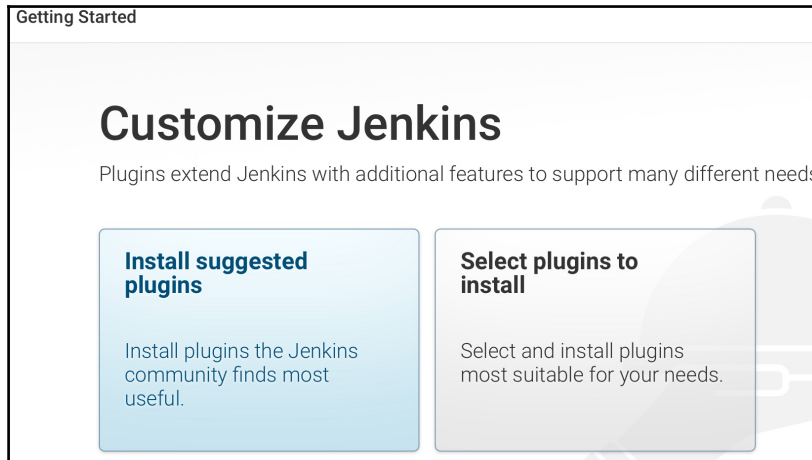 Getting Started
Customize Jenkins
Plugins extend Jenkins with additional features to support many different needs
Install suggested
plugins
Install plugins the Jenkins
community finds most
useful.
Select plugins to
install
Select and install plugins
most suitable for your needs.